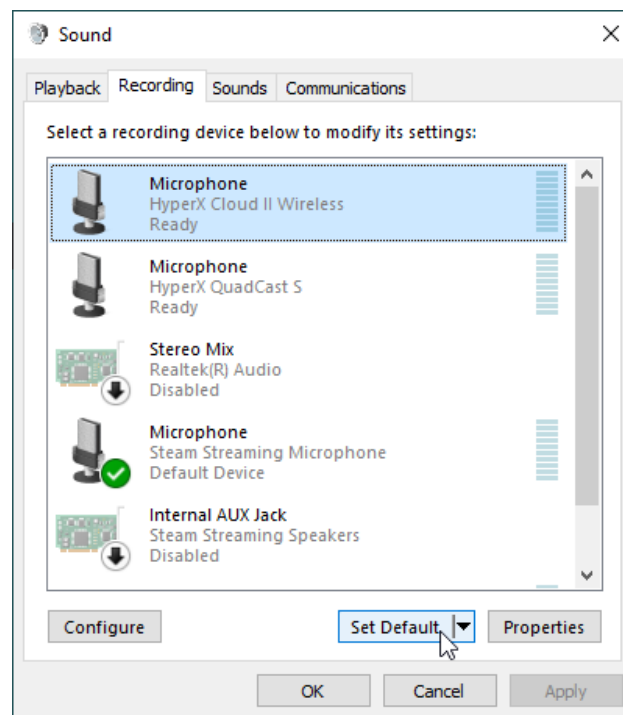 Sound
Playback Recording Sounds Communications
Select a recording device below to modify its settings:
Microphone
HyperX Cloud II Wireless
Ready
Microphone
HyperX QuadCast S
Ready
Stereo Mix
Realtek(R) Audio
Disabled
Microphone
Steam Streaming Microphone
Default Device
Internal AUX Jack
Steam Streaming Speakers
Disabled
Configure Set Default Properties
OK Cancel Apply